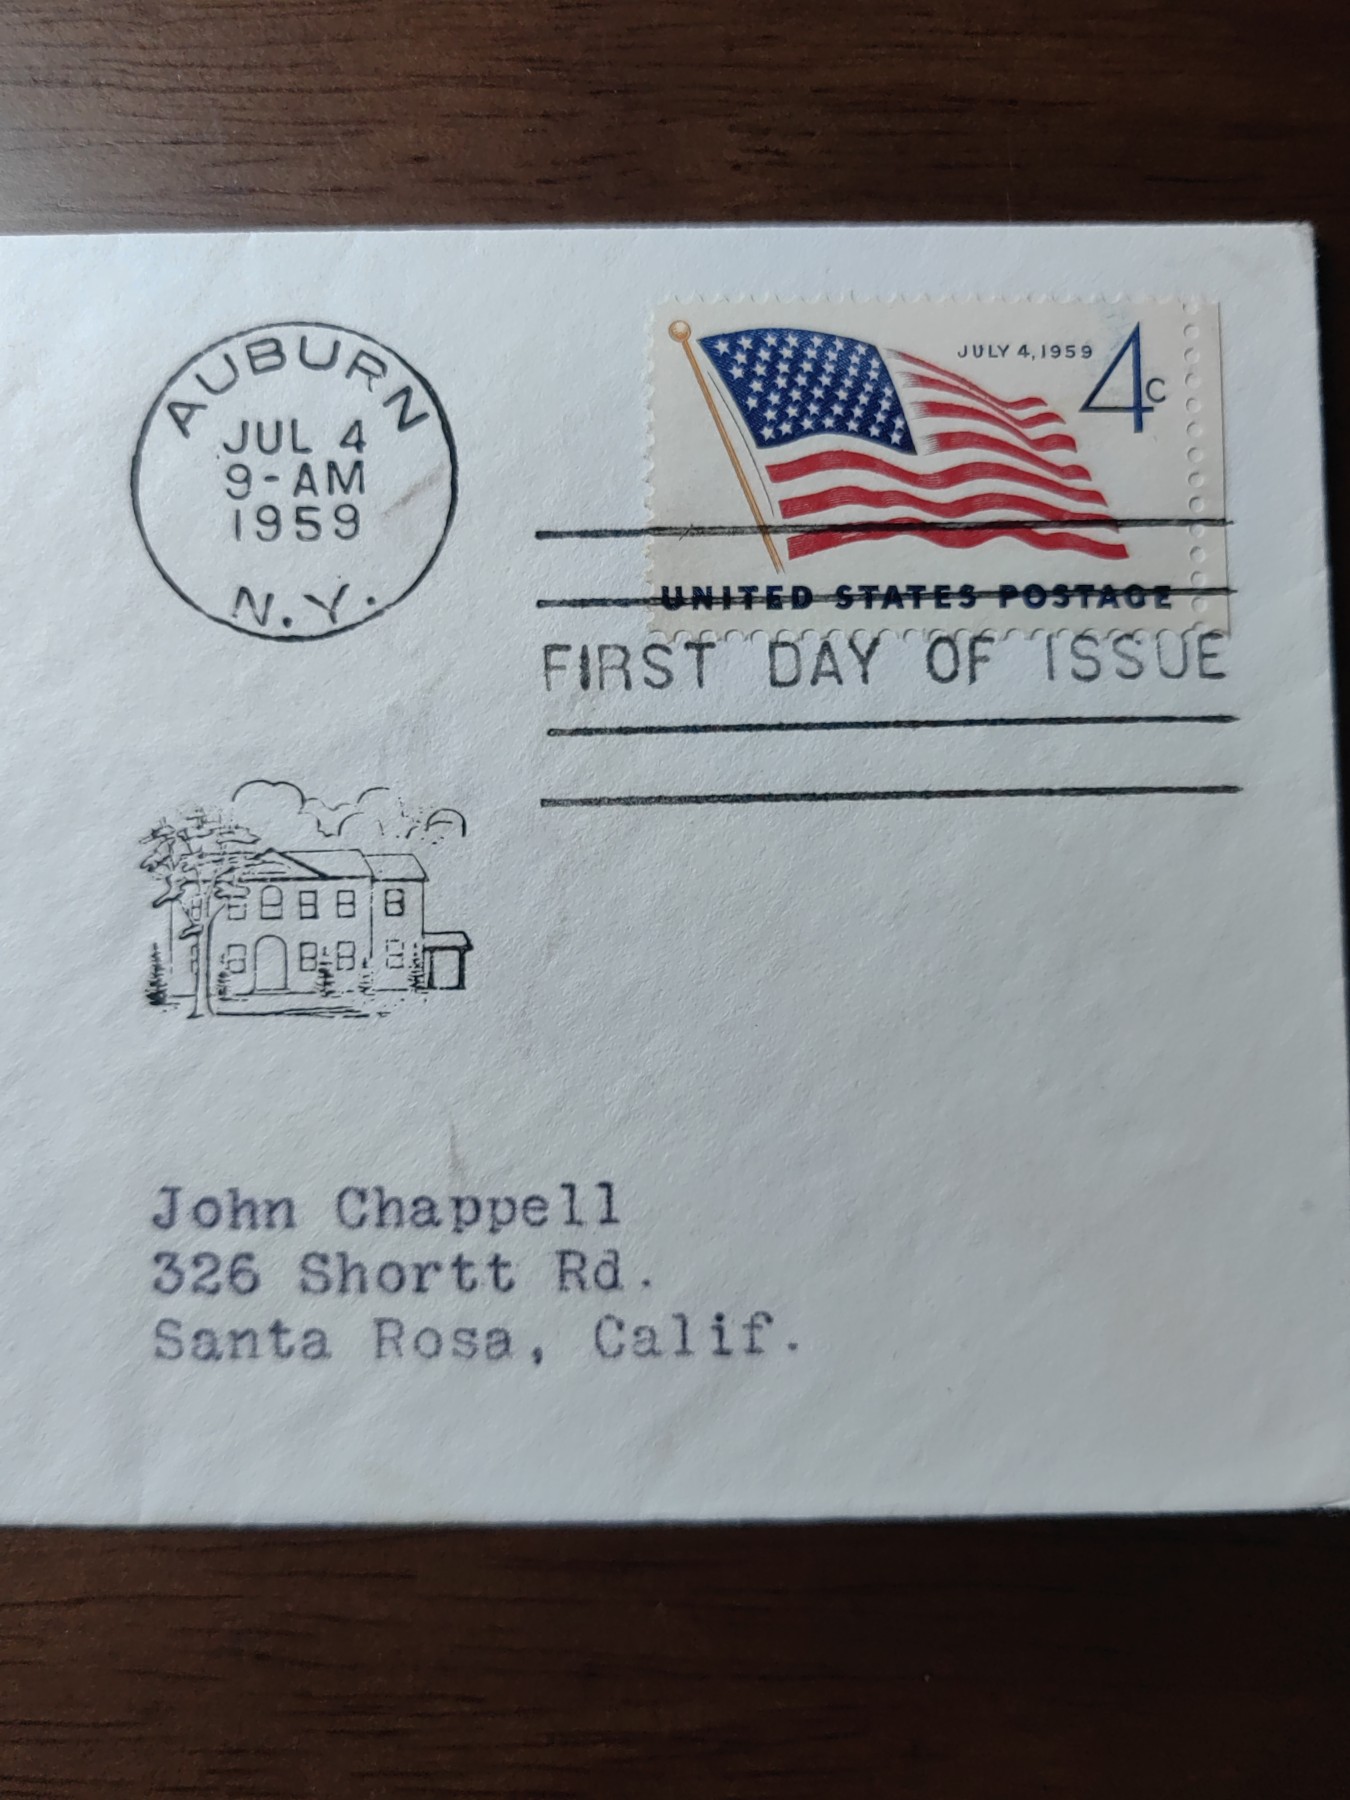 AUBURN
JUL 4
9-AM
1959
N.Y.
JULY 4, 1959
4c
UNITED STATES POSTAGE
FIRST DAY OF ISSUE
John Chappell
326 Shortt Rd.
Santa Rosa, Calif.